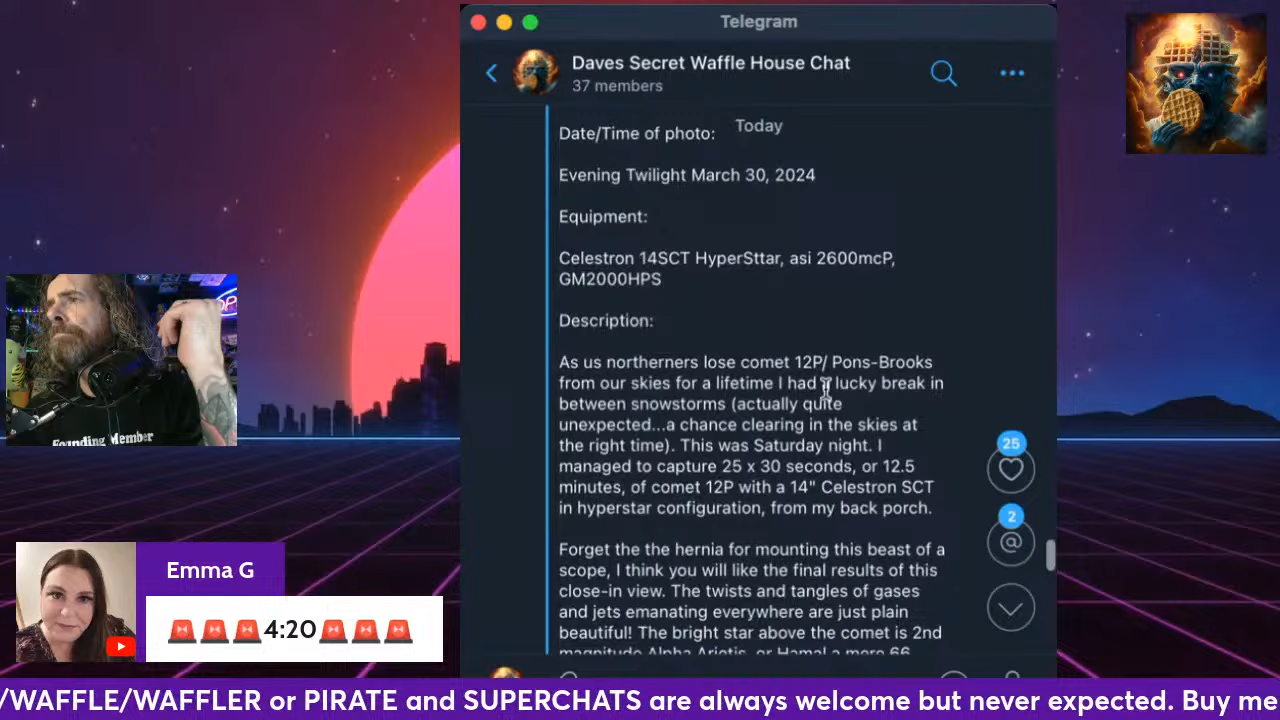 Telegram
Daves Secret Waffle House Chat
37 members
Today
Date/Time of photo:
Evening Twilight March 30, 2024
Equipment:
Celestron 14SCT HyperSttar, asi 2600mcP,
GM2000HPS
Description:
As us northerners lose comet 12P/ Pons-Brooks
from our skies for a lifetime I had a lucky break in
between snowstorms (actually quite
unexpected...a chance clearing in the skies at
the right time). This was Saturday night. I
managed to capture 25 x 30 seconds, or 12.5
minutes, of comet 12P with a 14" Celestron SCT
in hyperstar configuration, from my back porch.
Forget the the hernia for mounting this beast of a
scope, I think you will like the final results of this
close-in view. The twists and tangles of gases
and jets emanating everywhere are just plain
beautiful! The bright star above the comet is 2nd
magnitude Alpha Arietis, or Hamal a mere 66
25
2
@
Founding Member
Emma G
🚨🚨🚨4:20🚨🚨🚨
/WAFFLE/WAFFLER or PIRATE and SUPERCHATS are always welcome but never expected. Buy me